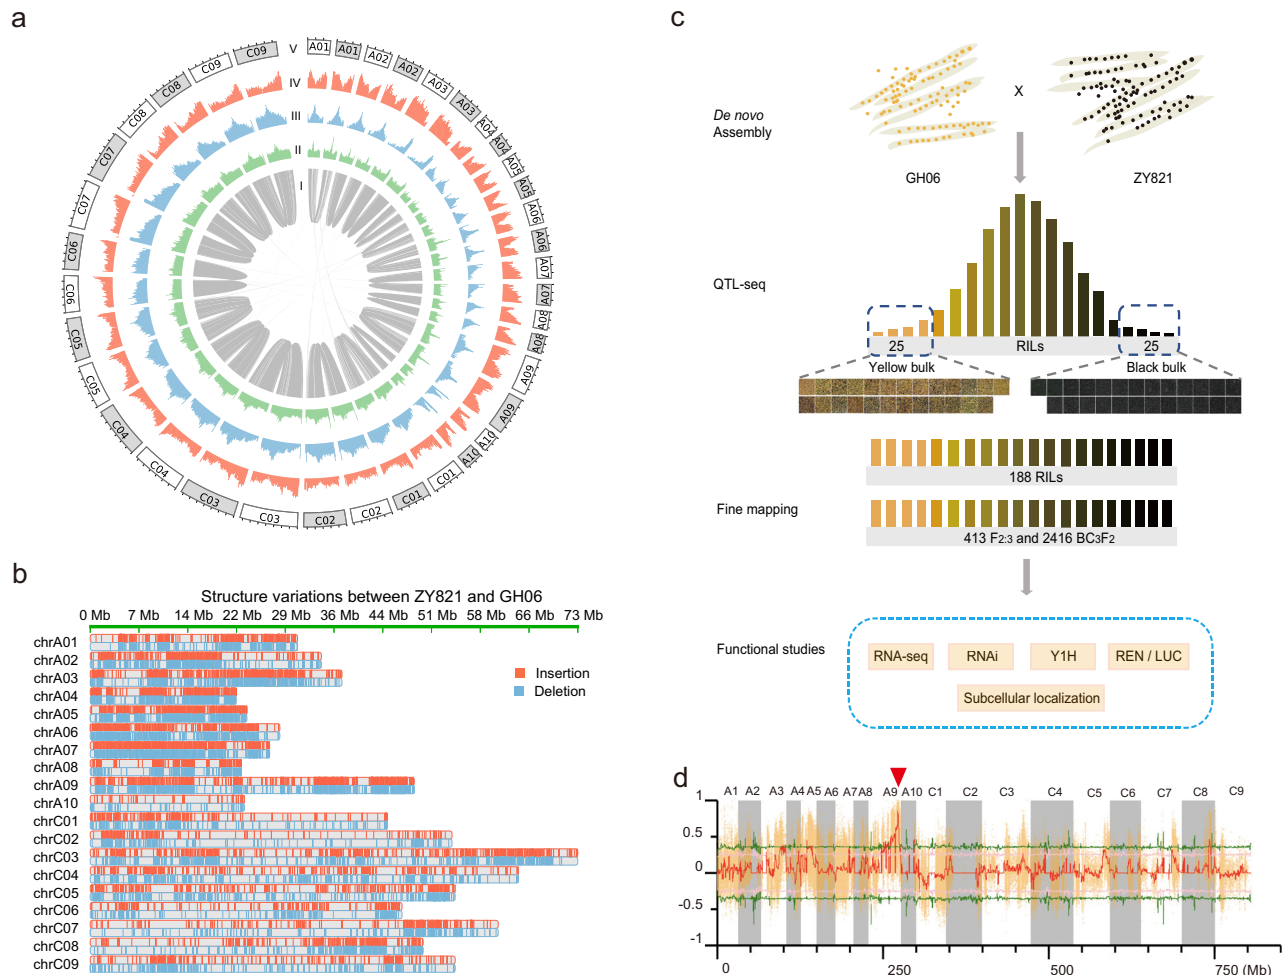 a
V
IV
III
II
I
A01
A01
A02
A02
A03
A03
A04
A04
A05
A05
A06
A06
A07
A07
A08
A08
A09
A09
A10
A10
C01
C01
C02
C02
C03
C03
C04
C04
C05
C05
C06
C06
C07
C07
C08
C08
C09
C09
b
Structure variations between ZY821 and GH06
0 Mb 7 Mb 14 Mb 22 Mb 29 Mb 36 Mb 44 Mb 51 Mb 58 Mb 66 Mb 73 Mb
chrA01
chrA02
chrA03
chrA04
chrA05
chrA06
chrA07
chrA08
chrA09
chrA10
chrC01
chrC02
chrC03
chrC04
chrC05
chrC06
chrC07
chrC08
chrC09
Insertion
Deletion
c
De novo
Assembly
X
GH06
ZY821
QTL-seq
25
RILs
25
Yellow bulk
Black bulk
188 RILs
Fine mapping
413 F2:3 and 2416 BC3F2
Functional studies
RNA-seq
RNAi
Y1H
REN / LUC
Subcellular localization
d
A1 A2 A3 A4 A5 A6 A7 A8 A9 A10 C1 C2 C3 C4 C5 C6 C7 C8 C9
1
0.5
0
-0.5
-1
0 250 500 750 (Mb)